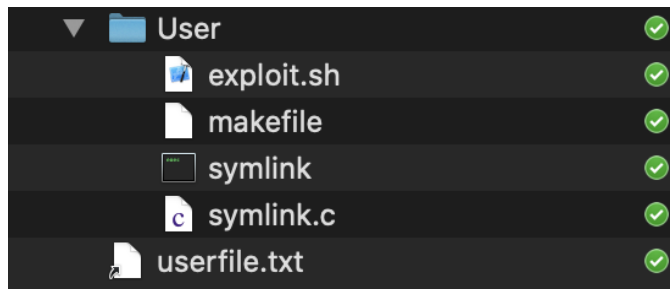 User
exploit.sh
makefile
symlink
c symlink.c
userfile.txt